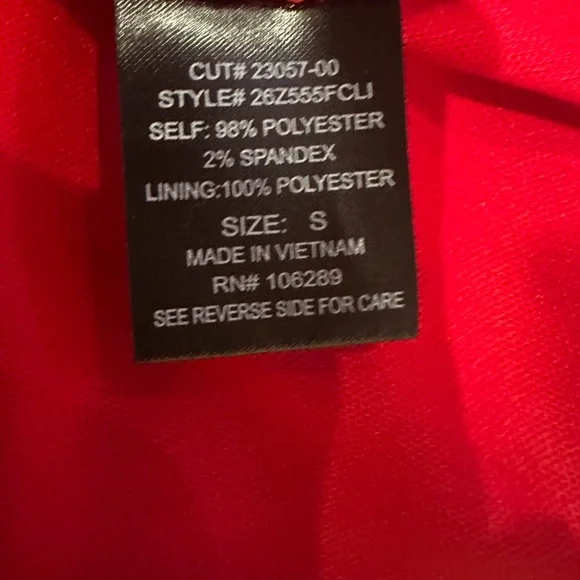 CUT# 23057-00
STYLE# 26Z555FCLI
SELF: 98% POLYESTER
2% SPANDEX
LINING:100% POLYESTER
SIZE: S
MADE IN VIETNAM
RN# 106289
SEE REVERSE SIDE FOR CARE